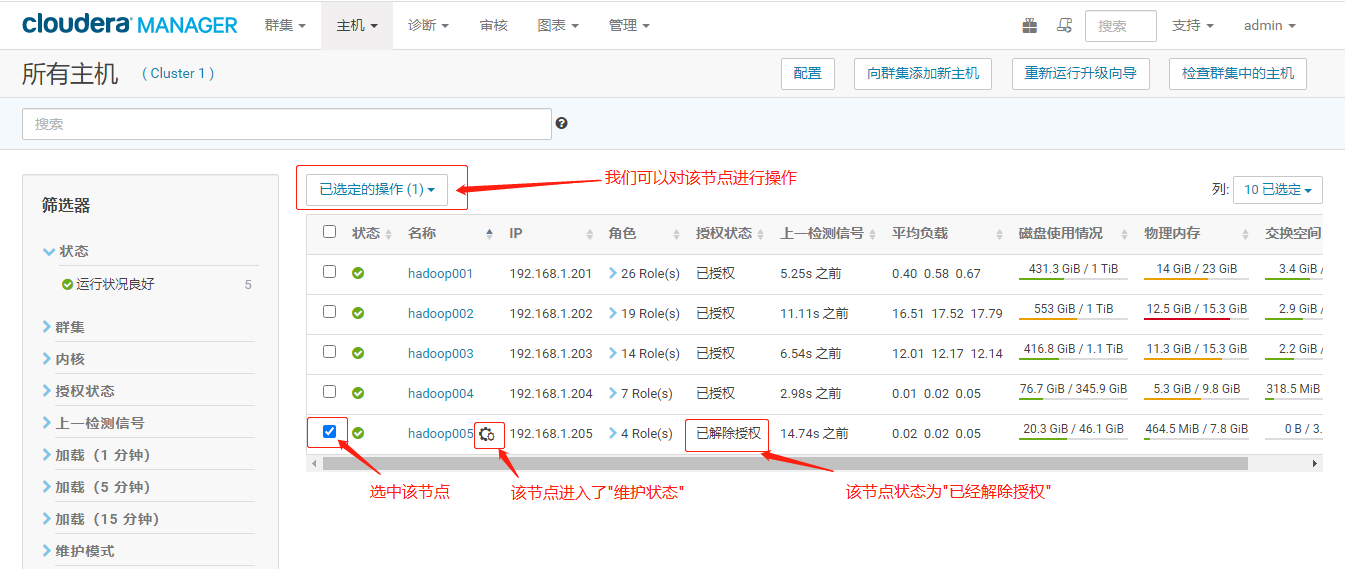 cloudera MANAGER 群集 主机 诊断 审核 图表 管理 搜索 支持 admin
所有主机 ( Cluster 1 ) 配置 向群集添加新主机 重新运行升级向导 检查群集中的主机
搜索
已选定的操作 (1) 我们可以对该节点进行操作 列: 10 已选定
筛选器
状态 名称 IP 角色 授权状态 上一检测信号 平均负载 磁盘使用情况 物理内存 交换空间
状态
运行状况良好 5
hadoop001 192.168.1.201 26 Role(s) 已授权 5.25s 之前 0.40 0.58 0.67 431.3 GiB / 1 TiB 14 GiB / 23 GiB 3.4 GiB /
hadoop002 192.168.1.202 19 Role(s) 已授权 11.11s 之前 16.51 17.52 17.79 553 GiB / 1 TiB 12.5 GiB / 15.3 GiB 2.9 GiB /
hadoop003 192.168.1.203 14 Role(s) 已授权 6.54s 之前 12.01 12.17 12.14 416.8 GiB / 1.1 TiB 11.3 GiB / 15.3 GiB 2.2 GiB /
hadoop004 192.168.1.204 7 Role(s) 已授权 2.98s 之前 0.01 0.02 0.05 76.7 GiB / 345.9 GiB 5.3 GiB / 9.8 GiB 318.5 MiB
hadoop005 192.168.1.205 4 Role(s) 已解除授权 14.74s 之前 0.02 0.02 0.05 20.3 GiB / 46.1 GiB 464.5 MiB / 7.8 GiB 0 B / 3.
群集
内核
授权状态
上一检测信号
加载（1 分钟）
加载（5 分钟）
加载（15 分钟）
维护模式
选中该节点 该节点进入了"维护状态" 该节点状态为"已经解除授权"